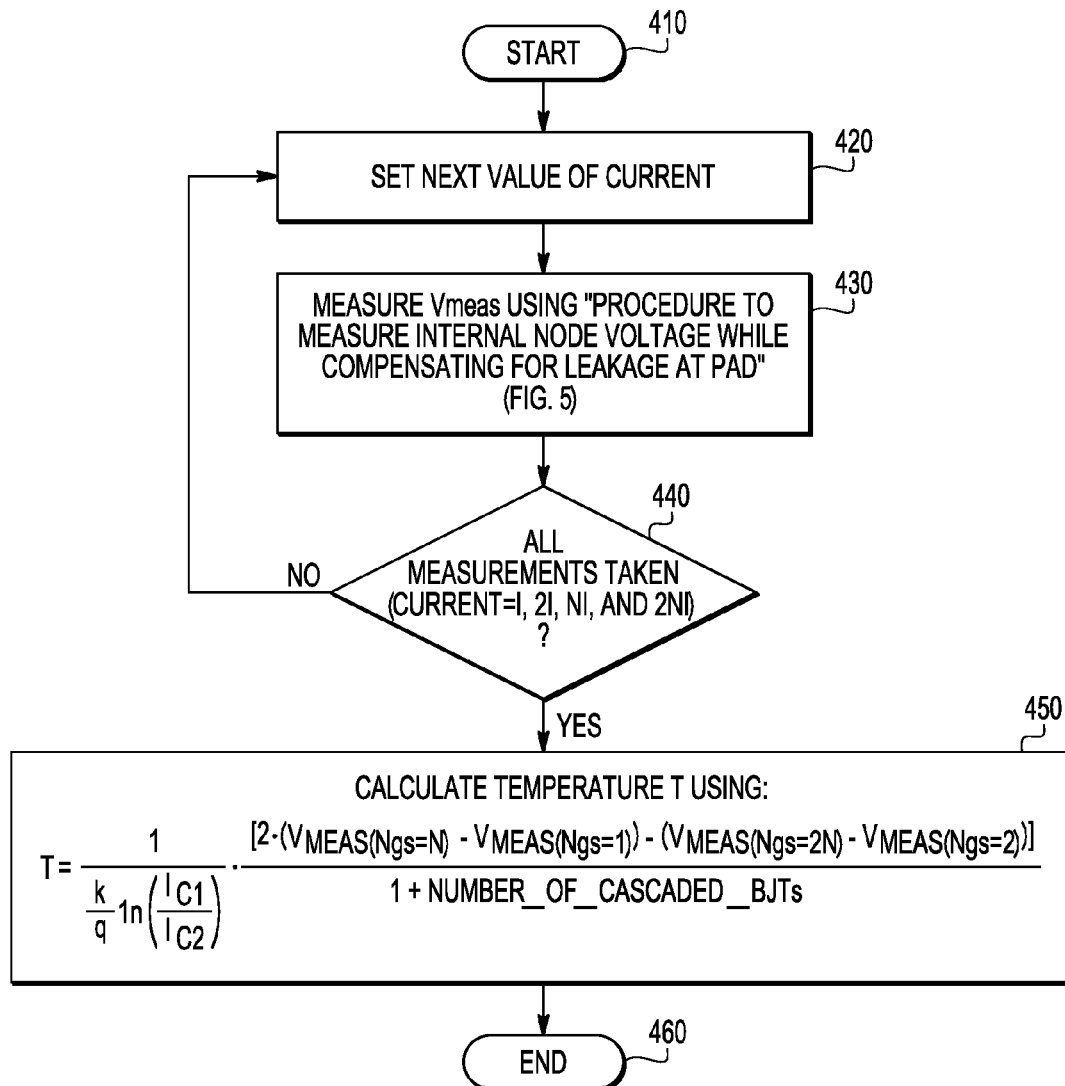 START
410
420
SET NEXT VALUE OF CURRENT
430
MEASURE Vmeas USING "PROCEDURE TO
MEASURE INTERNAL NODE VOLTAGE WHILE
COMPENSATING FOR LEAKAGE AT PAD"
(FIG. 5)
440
ALL
MEASUREMENTS TAKEN
(CURRENT=I, 2I, NI, AND 2NI)
?
NO
YES
450
CALCULATE TEMPERATURE T USING:
T = 1 / (k/q 1n(IC1/IC2)) · [2·(VMEAS(Ngs=N) - VMEAS(Ngs=1)) - (VMEAS(Ngs=2N) - VMEAS(Ngs=2))] / 1 + NUMBER_OF_CASCADED_BJTs
460
END